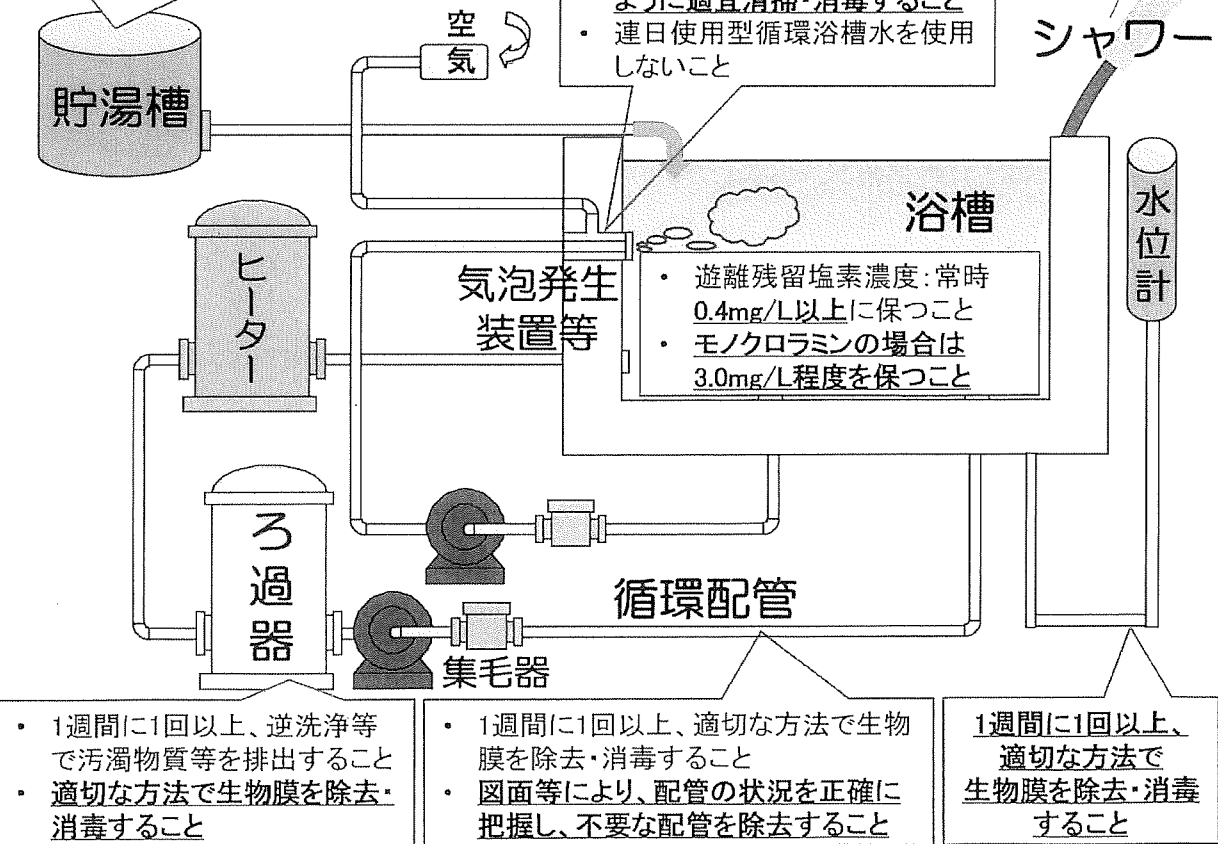 ように適宜清掃・消毒すること
・ 連日使用型循環浴槽水を使用
しないこと
シャワー
空
気
貯湯槽
浴槽
水位計
ヒーター
気泡発生
装置等
・ 遊離残留塩素濃度:常時
0.4mg/L以上に保つこと
・ モノクロラミンの場合は
3.0mg/L程度を保つこと
ろ過器
循環配管
集毛器
・ 1週間に1回以上、逆洗浄等
で汚濁物質等を排出すること
・ 適切な方法で生物膜を除去・
消毒すること
・ 1週間に1回以上、適切な方法で生物
膜を除去・消毒すること
・ 図面等により、配管の状況を正確に
把握し、不要な配管を除去すること
1週間に1回以上、
適切な方法で
生物膜を除去・消毒
すること